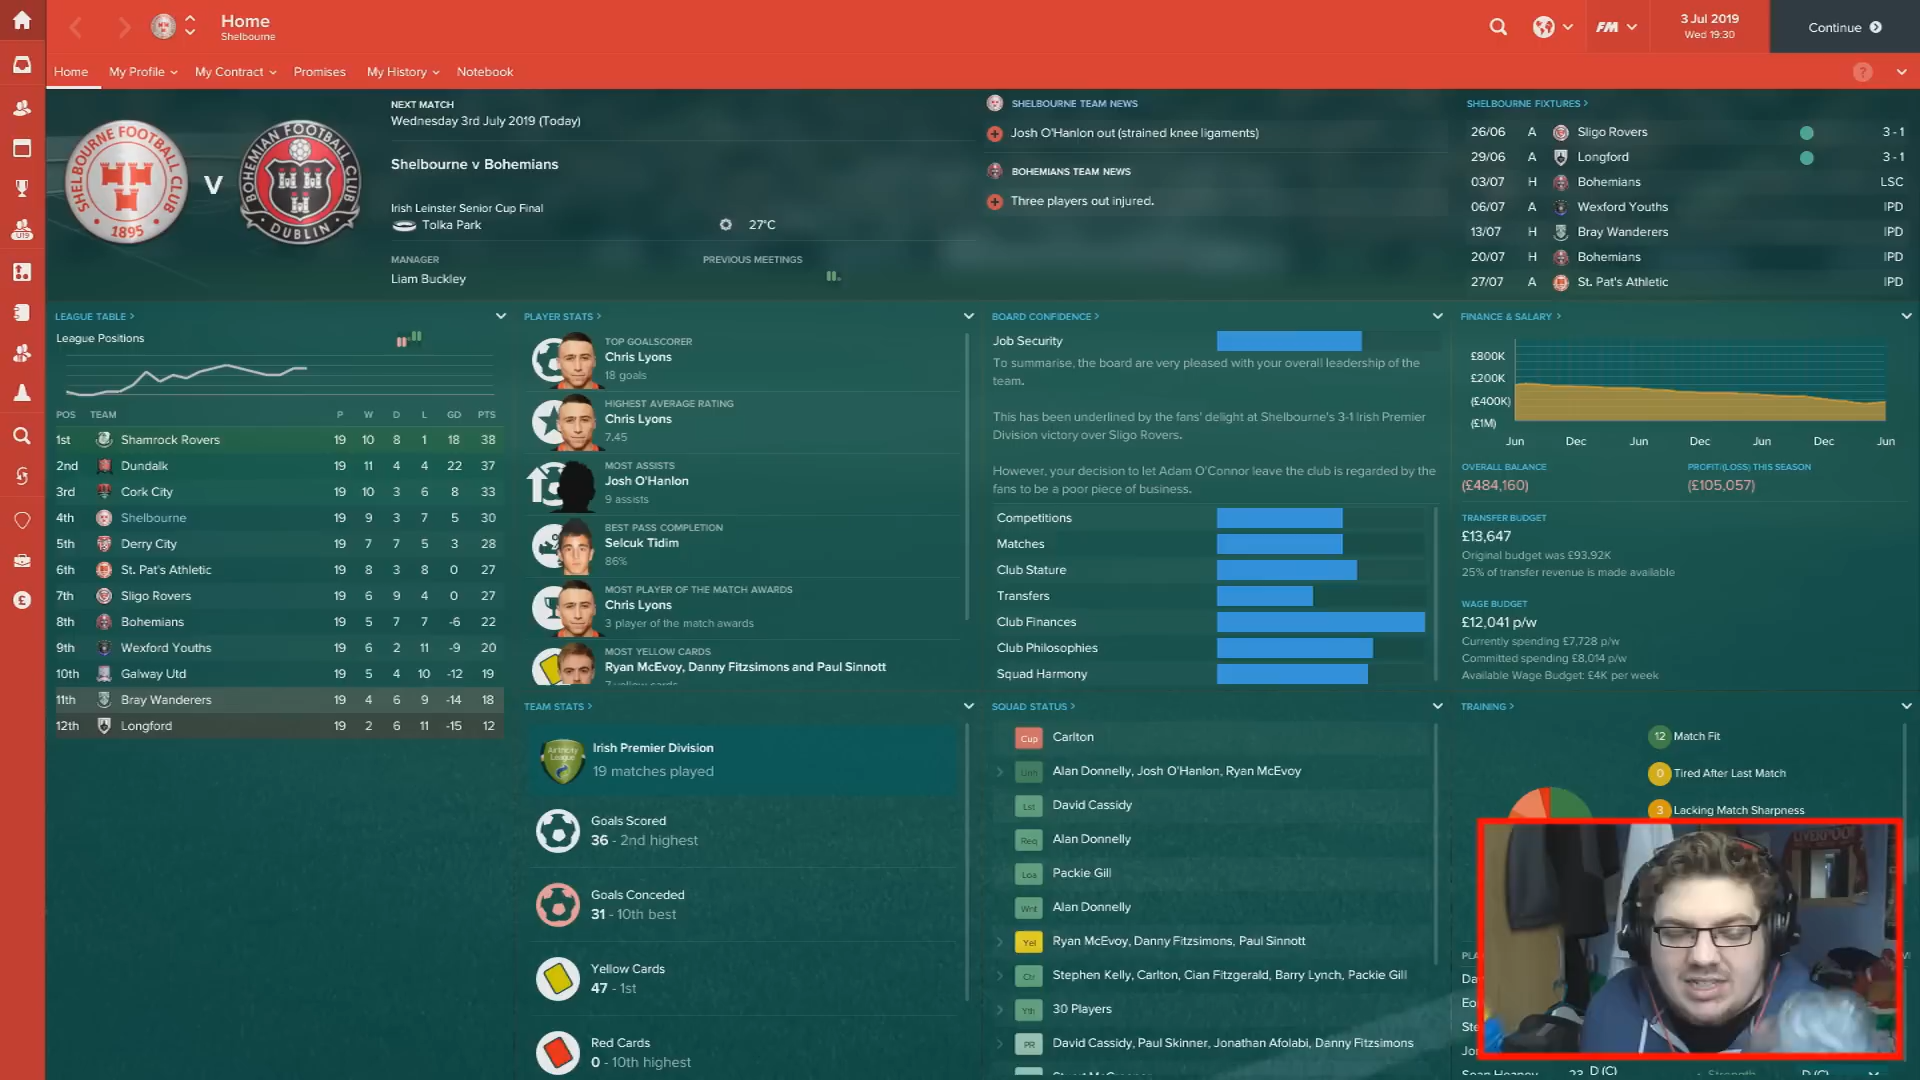 Home
Shelbourne
FM
3 Jul 2019
Wed 19:30
Continue
Home
My Profile
My Contract
Promises
My History
Notebook
?
SHELBOURNE FOOTBALL CLUB
1895
V
BOHEMIAN FOOTBALL CLUB
DUBLIN
NEXT MATCH
Wednesday 3rd July 2019 (Today)
Shelbourne v Bohemians
Irish Leinster Senior Cup Final
Tolka Park
27°C
MANAGER
PREVIOUS MEETINGS
Liam Buckley
SHELBOURNE TEAM NEWS
Josh O'Hanlon out (strained knee ligaments)
BOHEMIANS TEAM NEWS
Three players out injured.
SHELBOURNE FIXTURES >
26/06 A Sligo Rovers 3 - 1
29/06 A Longford 3 - 1
03/07 H Bohemians LSC
06/07 A Wexford Youths IPD
13/07 H Bray Wanderers IPD
20/07 H Bohemians IPD
27/07 A St. Pat's Athletic IPD
LEAGUE TABLE >
League Positions
POS TEAM P W D L GD PTS
1st Shamrock Rovers 19 10 8 1 18 38
2nd Dundalk 19 11 4 4 22 37
3rd Cork City 19 10 3 6 8 33
4th Shelbourne 19 9 3 7 5 30
5th Derry City 19 7 7 5 3 28
6th St. Pat's Athletic 19 8 3 8 0 27
7th Sligo Rovers 19 6 9 4 0 27
8th Bohemians 19 5 7 7 -6 22
9th Wexford Youths 19 6 2 11 -9 20
10th Galway Utd 19 5 4 10 -12 19
11th Bray Wanderers 19 4 6 9 -14 18
12th Longford 19 2 6 11 -15 12
PLAYER STATS >
TOP GOALSCORER
Chris Lyons
18 goals
HIGHEST AVERAGE RATING
Chris Lyons
7.45
MOST ASSISTS
Josh O'Hanlon
9 assists
BEST PASS COMPLETION
Selcuk Tidim
86%
MOST PLAYER OF THE MATCH AWARDS
Chris Lyons
3 player of the match awards
MOST YELLOW CARDS
Ryan McEvoy, Danny Fitzsimons and Paul Sinnott
7 yellow cards
TEAM STATS >
Irish Premier Division
19 matches played
Goals Scored
36 - 2nd highest
Goals Conceded
31 - 10th best
Yellow Cards
47 - 1st
Red Cards
0 - 10th highest
BOARD CONFIDENCE >
Job Security
To summarise, the board are very pleased with your overall leadership of the
team.
This has been underlined by the fans' delight at Shelbourne's 3-1 Irish Premier
Division victory over Sligo Rovers.
However, your decision to let Adam O'Connor leave the club is regarded by the
fans to be a poor piece of business.
Competitions
Matches
Club Stature
Transfers
Club Finances
Club Philosophies
Squad Harmony
SQUAD STATUS >
Cup Carlton
Unh Alan Donnelly, Josh O'Hanlon, Ryan McEvoy
Lst David Cassidy
Req Alan Donnelly
Loa Packie Gill
Wnt Alan Donnelly
Yel Ryan McEvoy, Danny Fitzsimons, Paul Sinnott
Ctr Stephen Kelly, Carlton, Cian Fitzgerald, Barry Lynch, Packie Gill
Yth 30 Players
PR David Cassidy, Paul Skinner, Jonathan Afolabi, Danny Fitzsimons
FINANCE & SALARY >
£800K
£200K
(£400K)
(£1M)
Jun Dec Jun Dec Jun Dec Jun
OVERALL BALANCE
(£484,160)
PROFIT/(LOSS) THIS SEASON
(£105,057)
TRANSFER BUDGET
£13,647
Original budget was £93.92K
25% of transfer revenue is made available
WAGE BUDGET
£12,041 p/w
Currently spending £7,728 p/w
Committed spending £8,014 p/w
Available Wage Budget: £4K per week
TRAINING >
12 Match Fit
0 Tired After Last Match
3 Lacking Match Sharpness
LIVERPOOL